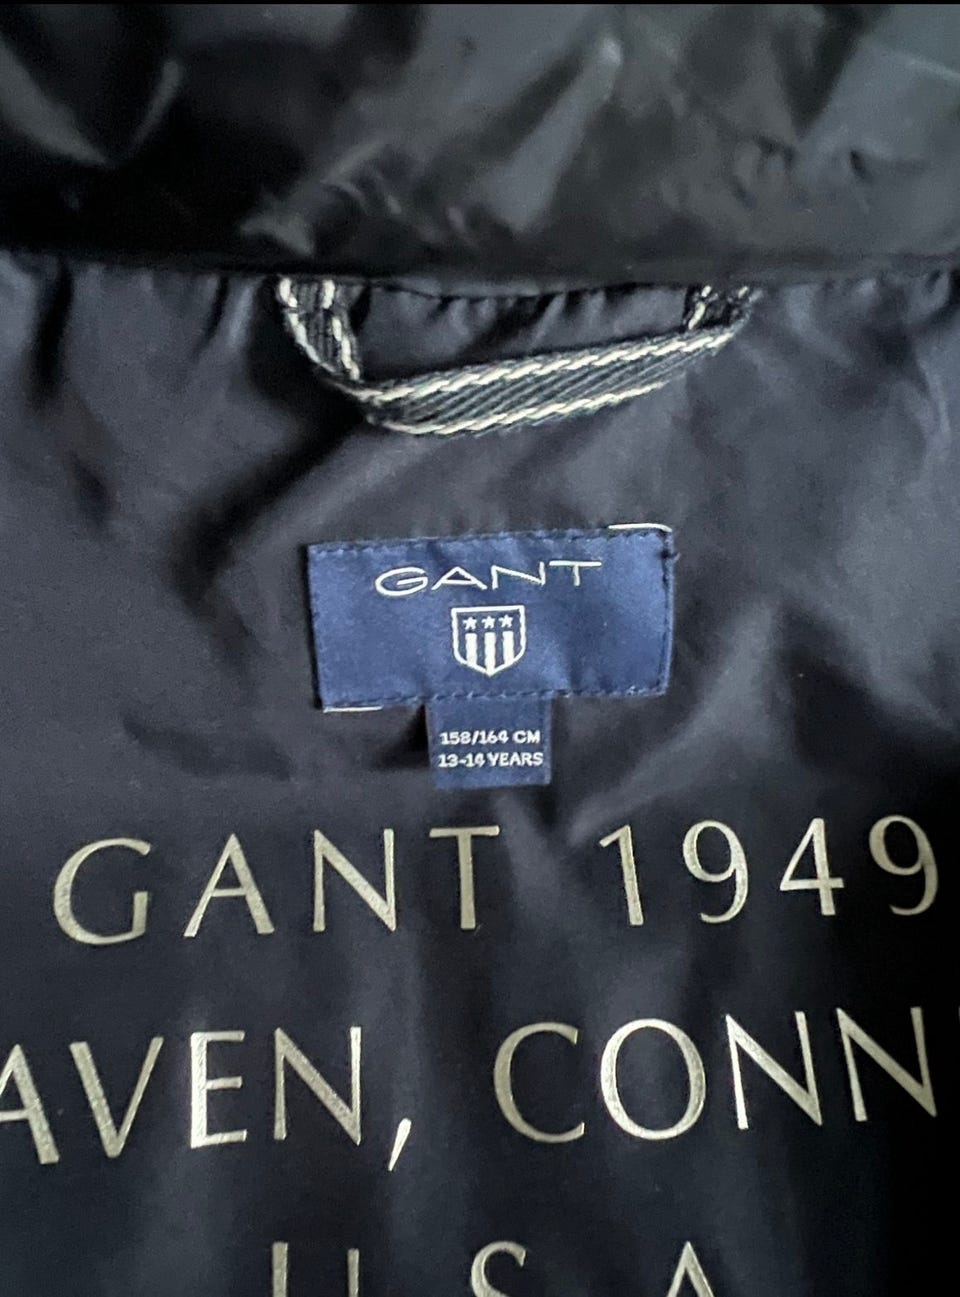 GANT
158/164 CM
13-14 YEARS
GANT 1949
AVEN, CONN
U.S.A